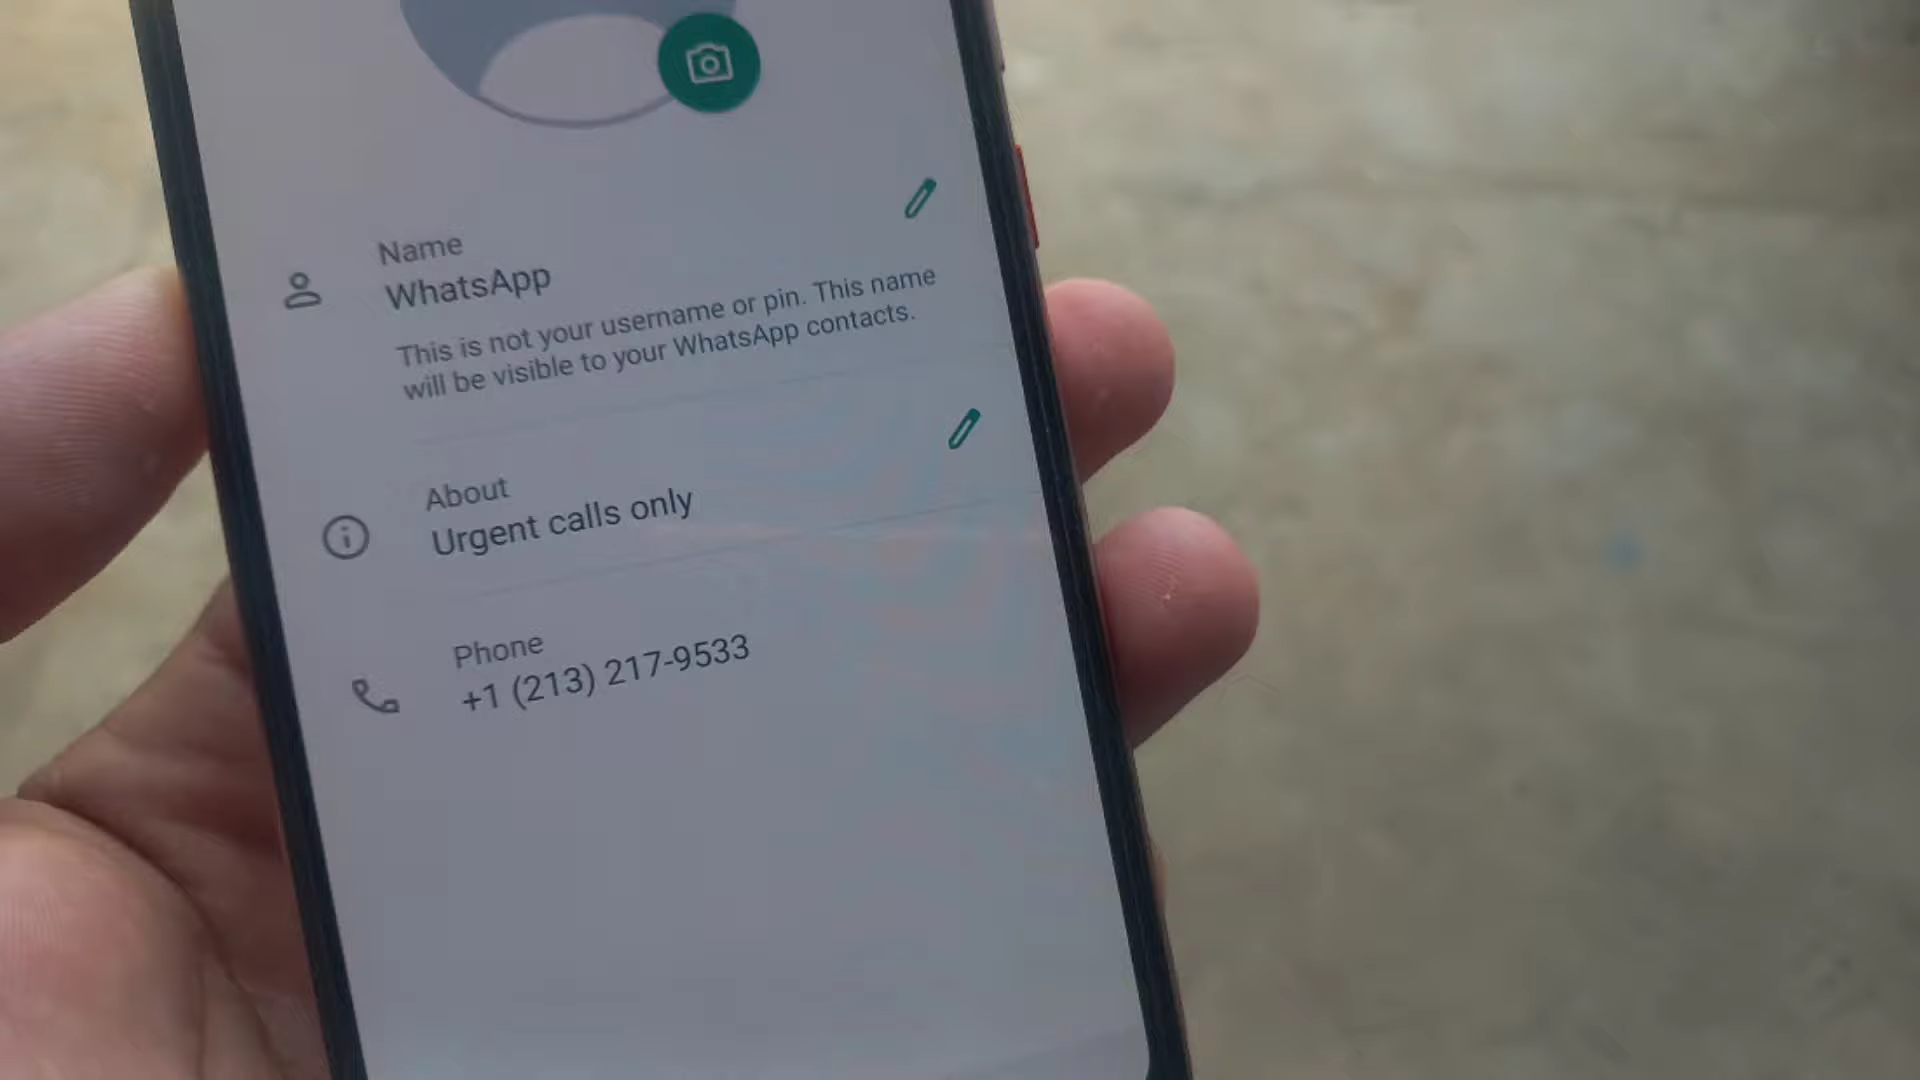 Name
WhatsApp
This is not your username or pin. This name
will be visible to your WhatsApp contacts.
About
Urgent calls only
Phone
+1 (213) 217-9533